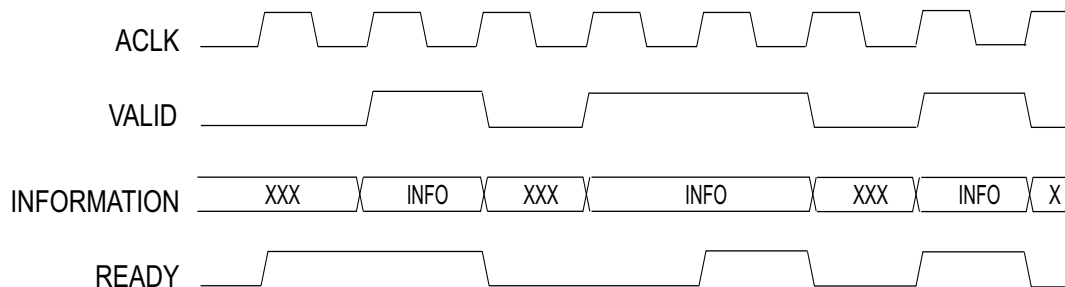 ACLK
VALID
INFORMATION XXX INFO XXX INFO XXX INFO X
READY